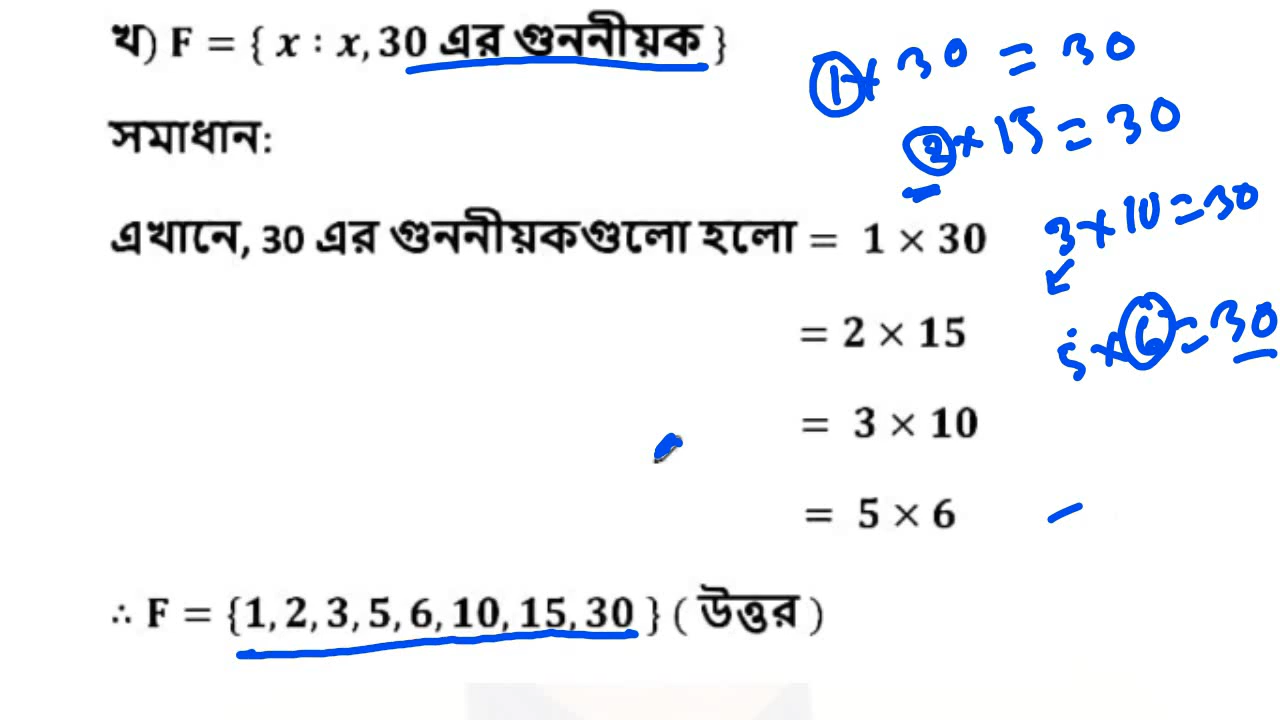 খ) F = { x : x, 30 এর গুননীয়ক }
1 × 30 = 30
2 × 15 = 30
সমাধান:
3 × 10 = 30
এখানে, 30 এর গুননীয়কগুলো হলো = 1 × 30
5 × 6 = 30
= 2 × 15
= 3 × 10
= 5 × 6
∴ F = {1, 2, 3, 5, 6, 10, 15, 30 } ( উত্তর )